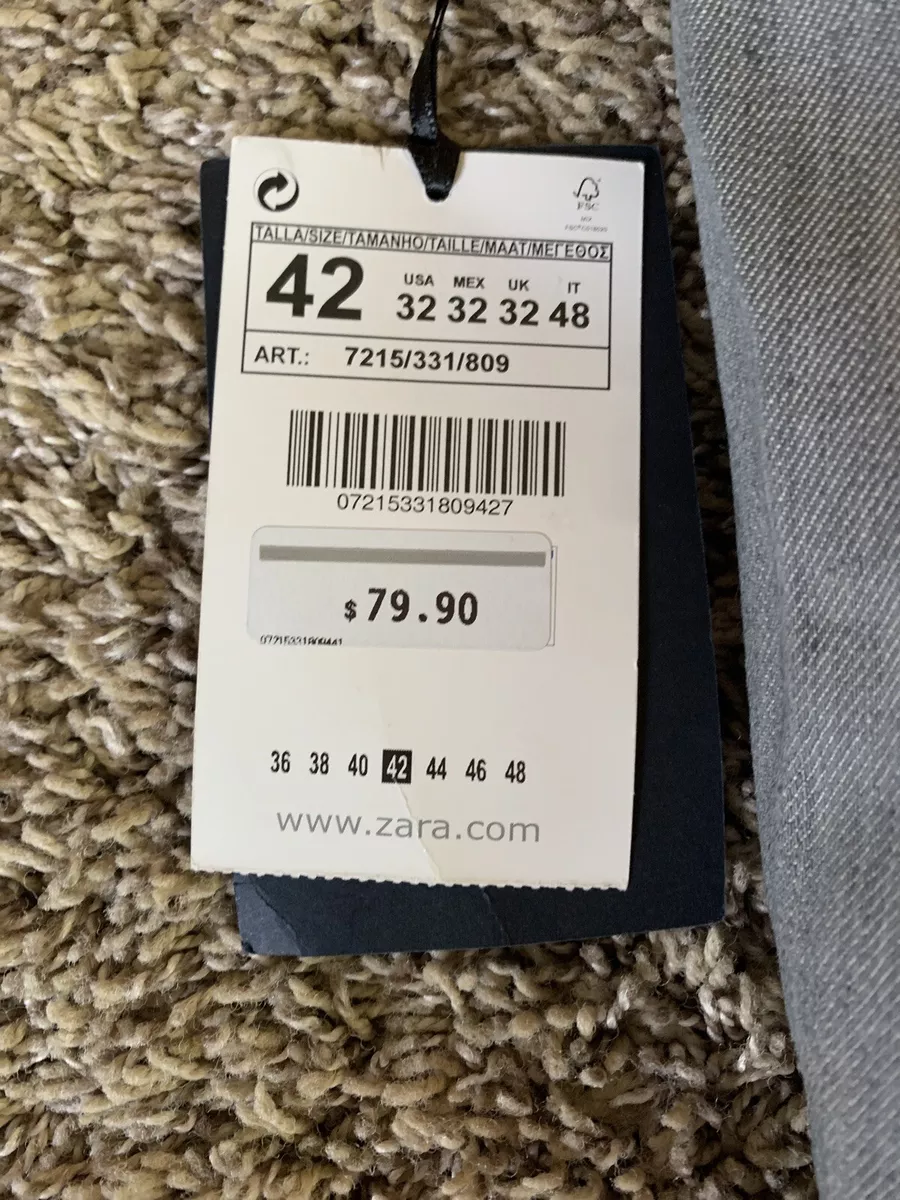 FSC
TALLA/SIZE/TAMANHO/TAILLE/MAAT/ΜΕΓΕΘΟΣ
42 USA MEX UK IT
32 32 32 48
ART.: 7215/331/809
07215331809427
$ 79.90
36 38 40 42 44 46 48
www.zara.com